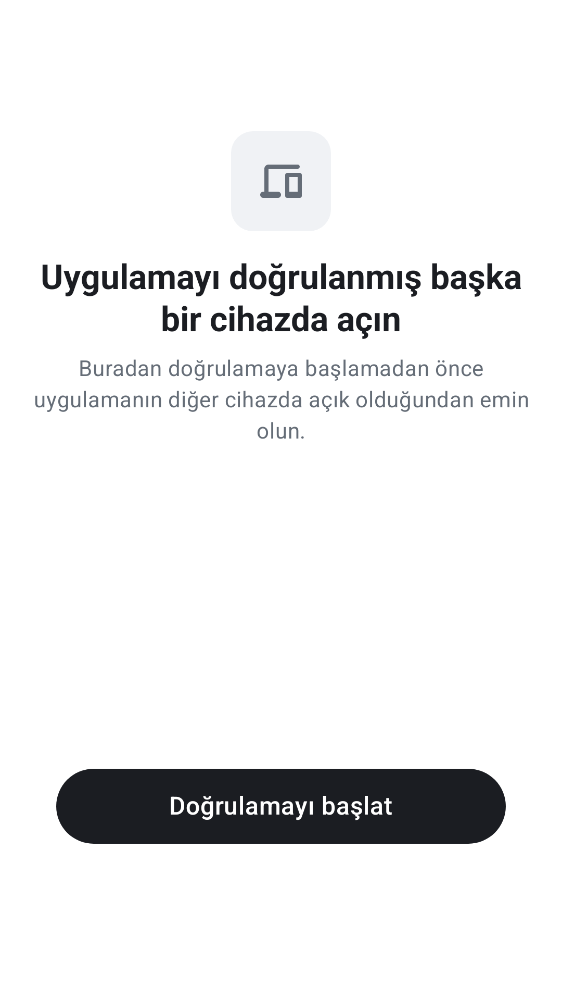 Uygulamayı doğrulanmış başka
bir cihazda açın
Buradan doğrulamaya başlamadan önce
uygulamanın diğer cihazda açık olduğundan emin
olun.
Doğrulamayı başlat